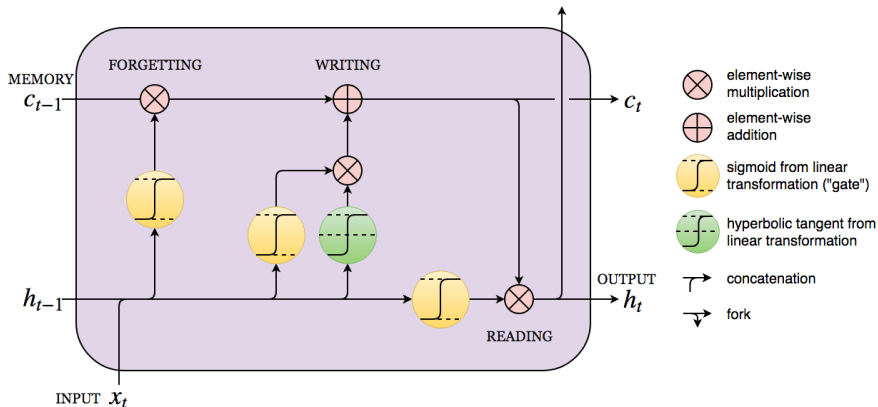 FORGETTING
WRITING
MEMORY
c_{t−1}
c_t
h_{t−1}
OUTPUT
h_t
READING
INPUT x_t
element-wise
multiplication
element-wise
addition
sigmoid from linear
transformation ("gate")
hyperbolic tangent from
linear transformation
concatenation
fork